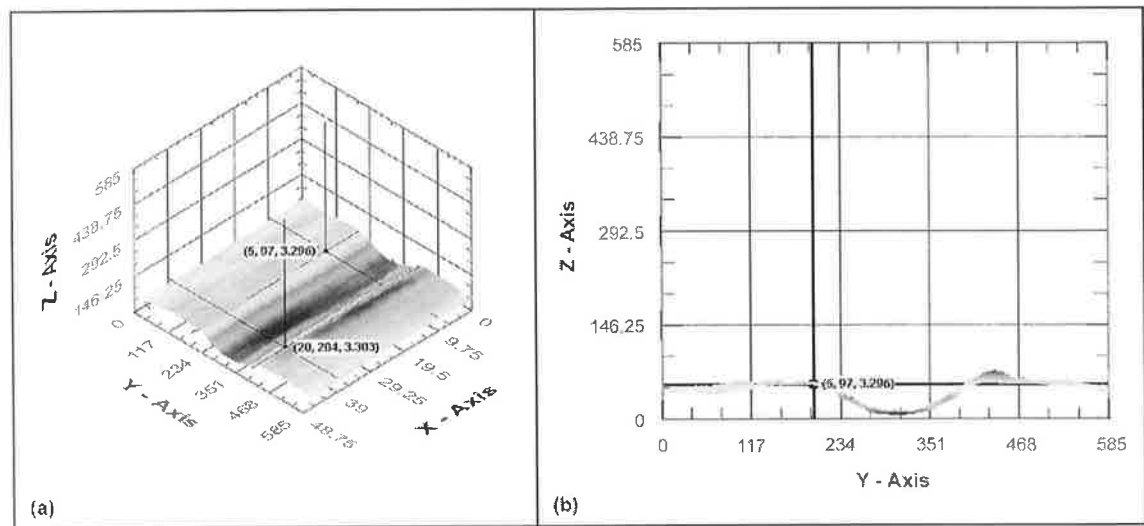 585
438.75
292.5
146.25
Z - Axis
0
117
234
351
468
585
Y - Axis
0
9.75
19.5
29.25
39
48.75
X - Axis
(5, 97, 3.296)
(20, 204, 3.303)
(a)
585
438.75
292.5
146.25
0
Z - Axis
(5, 97, 3.296)
0
117
234
351
468
585
Y - Axis
(b)